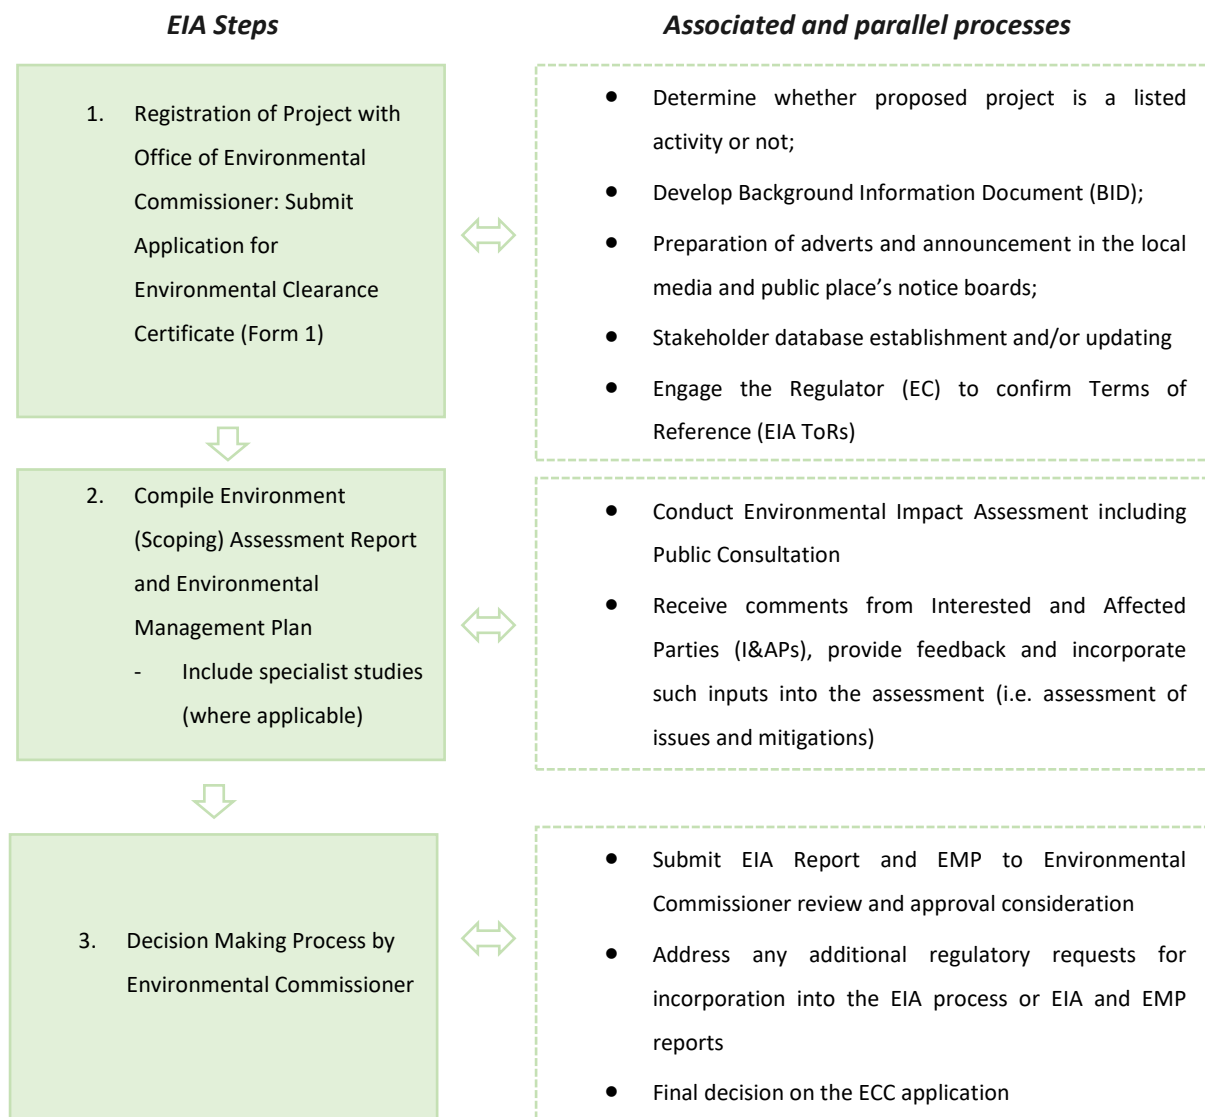 EIA Steps
Associated and parallel processes
1. Registration of Project with
Office of Environmental
Commissioner: Submit
Application for
Environmental Clearance
Certificate (Form 1)
● Determine whether proposed project is a listed
activity or not;
● Develop Background Information Document (BID);
● Preparation of adverts and announcement in the local
media and public place’s notice boards;
● Stakeholder database establishment and/or updating
● Engage the Regulator (EC) to confirm Terms of
Reference (EIA ToRs)
2. Compile Environment
(Scoping) Assessment Report
and Environmental
Management Plan
- Include specialist studies
(where applicable)
● Conduct Environmental Impact Assessment including
Public Consultation
● Receive comments from Interested and Affected
Parties (I&APs), provide feedback and incorporate
such inputs into the assessment (i.e. assessment of
issues and mitigations)
3. Decision Making Process by
Environmental Commissioner
● Submit EIA Report and EMP to Environmental
Commissioner review and approval consideration
● Address any additional regulatory requests for
incorporation into the EIA process or EIA and EMP
reports
● Final decision on the ECC application